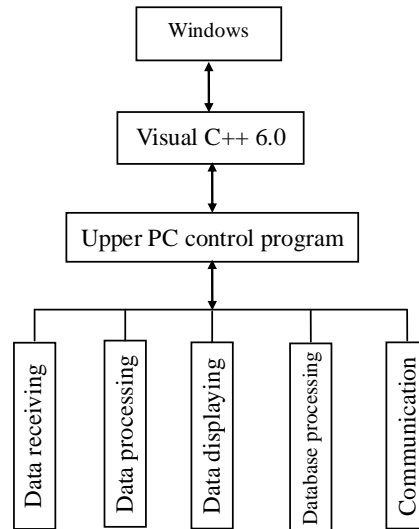 Windows
Visual C++ 6.0
Upper PC control program
Data receiving
Data processing
Data displaying
Database processing
Communication